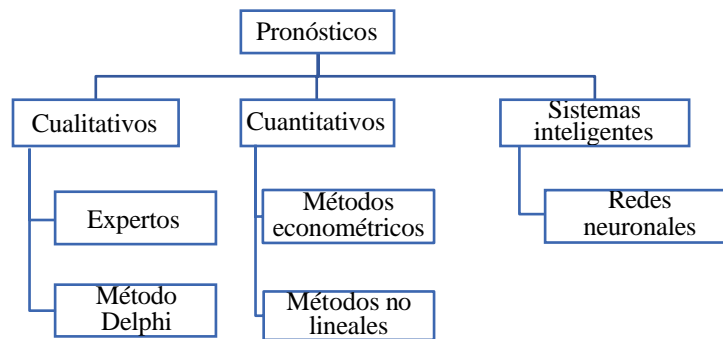 Pronósticos
Cualitativos
Cuantitativos
Sistemas
inteligentes
Expertos
Métodos
econométricos
Redes
neuronales
Método
Delphi
Métodos no
lineales